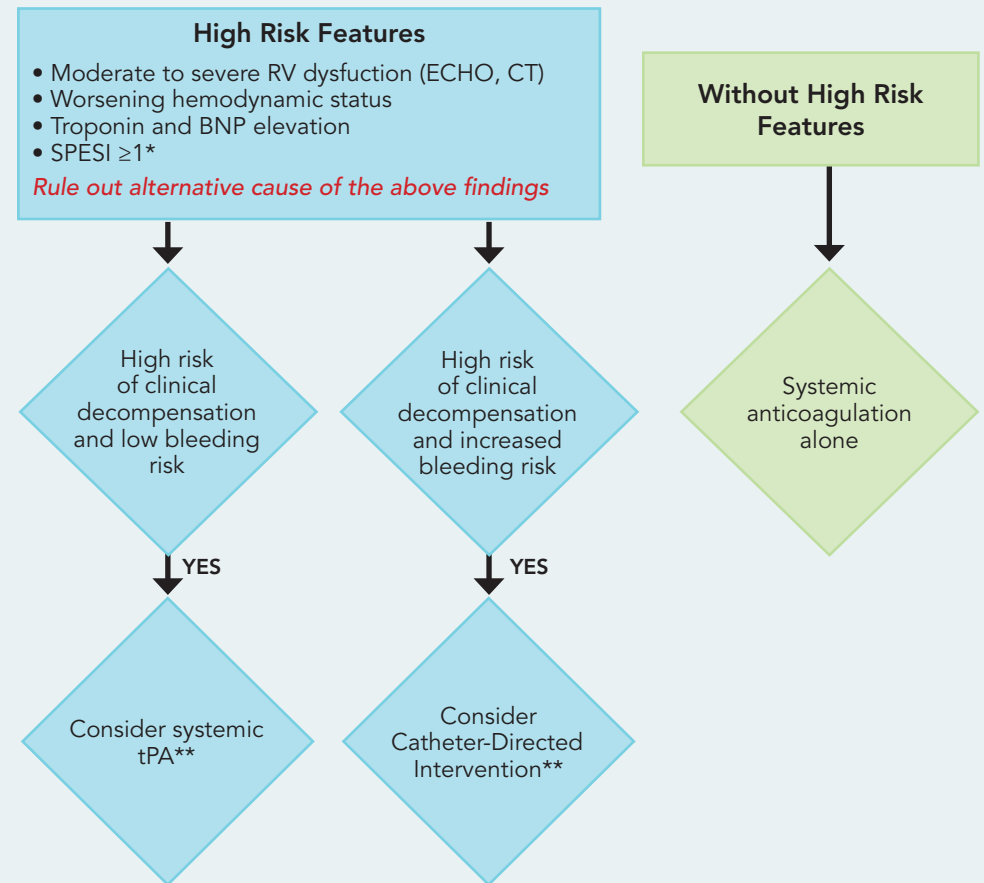 High Risk Features
• Moderate to severe RV dysfuction (ECHO, CT)
• Worsening hemodynamic status
• Troponin and BNP elevation
• SPESI ≥1*
Rule out alternative cause of the above findings
Without High Risk
Features
High risk
of clinical
decompensation
and low bleeding
risk
High risk
of clinical
decompensation
and increased
bleeding risk
Systemic
anticoagulation
alone
YES
YES
Consider systemic
tPA**
Consider
Catheter-Directed
Intervention**